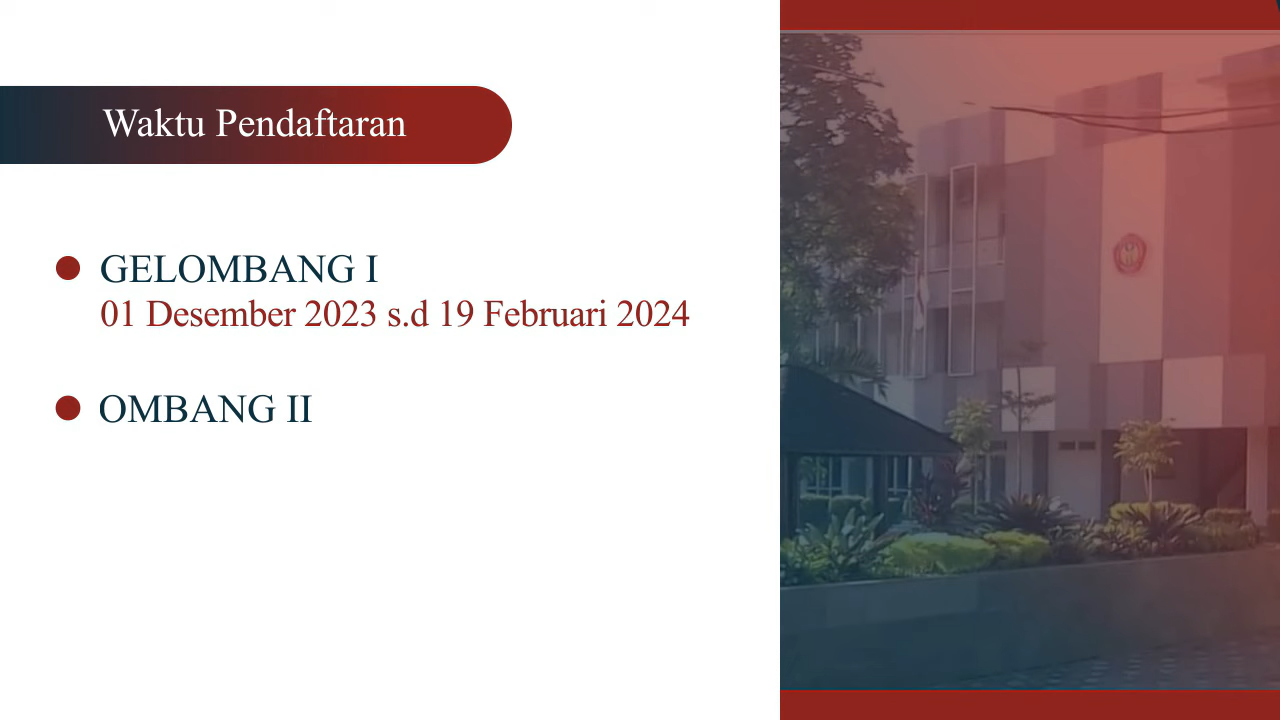 Waktu Pendaftaran
GELOMBANG I
01 Desember 2023 s.d 19 Februari 2024
OMBANG II